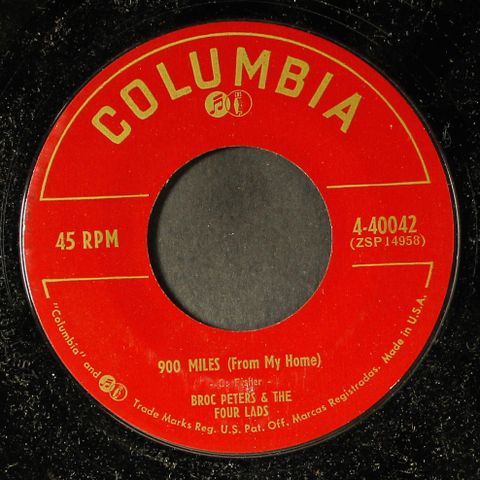 COLUMBIA
45 RPM
4-40042
(ZSP 14958)
900 MILES (From My Home)
BROC PETERS & THE
FOUR LADS
"Columbia" and Trade Marks Reg. U.S. Pat. Off. Marcas Registradas. Made in U.S.A.